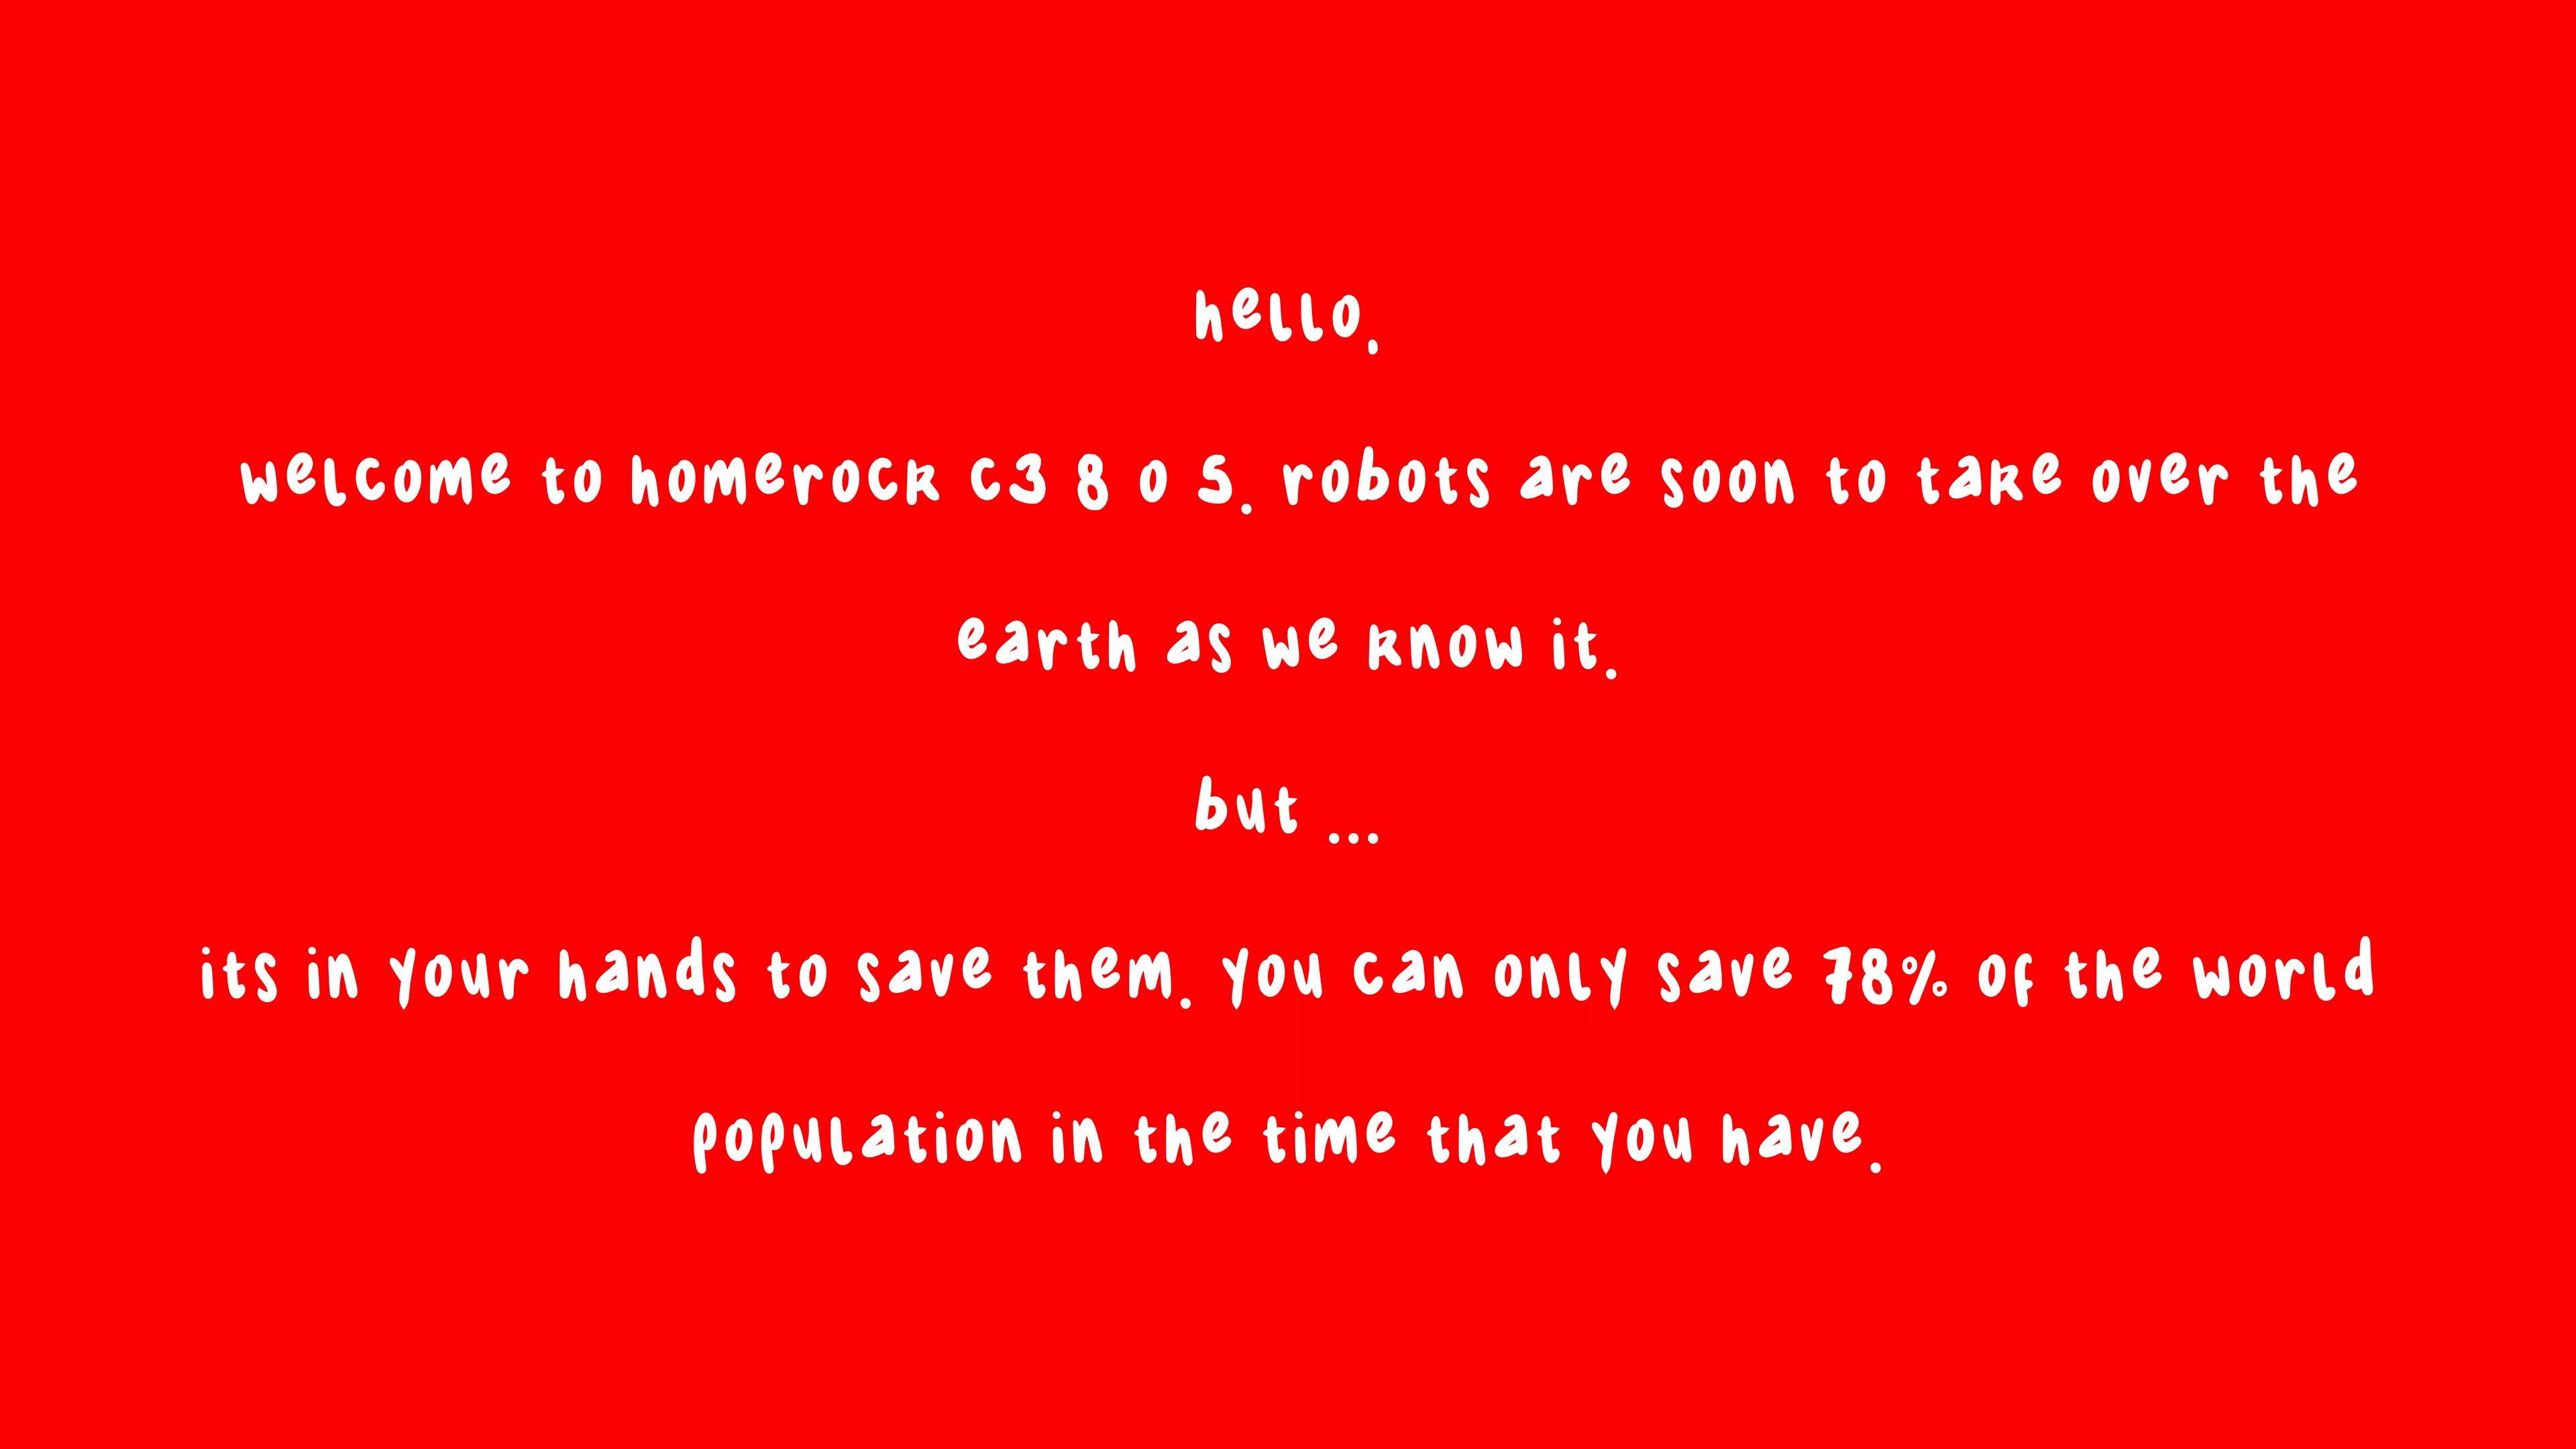 hello.
welcome to homerock c3 8 0 5. robots are soon to take over the
earth as we know it.
but ...
its in your hands to save them. you can only save 78% of the world
population in the time that you have.